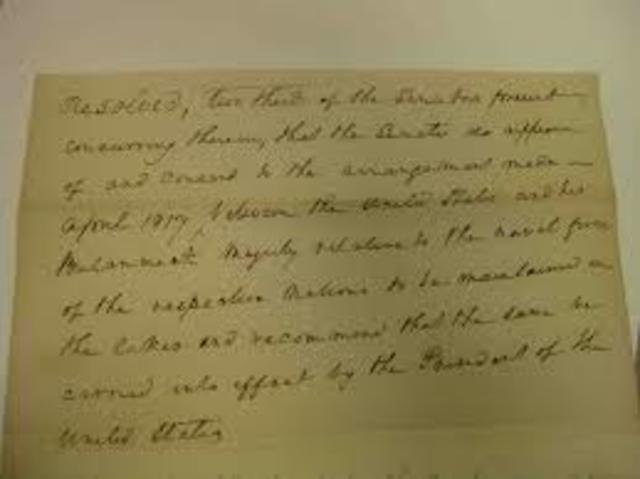 Resolved, two third of the Senators present
concurring therein, that the Senate do approve
of and consent to the arrangement made in
April 1817, between the United States and his
Britannick Majesty relative to the naval force
of the respective Nations to be maintained on
the lakes and recommend that the same be
carried into effect by the President of the
United States